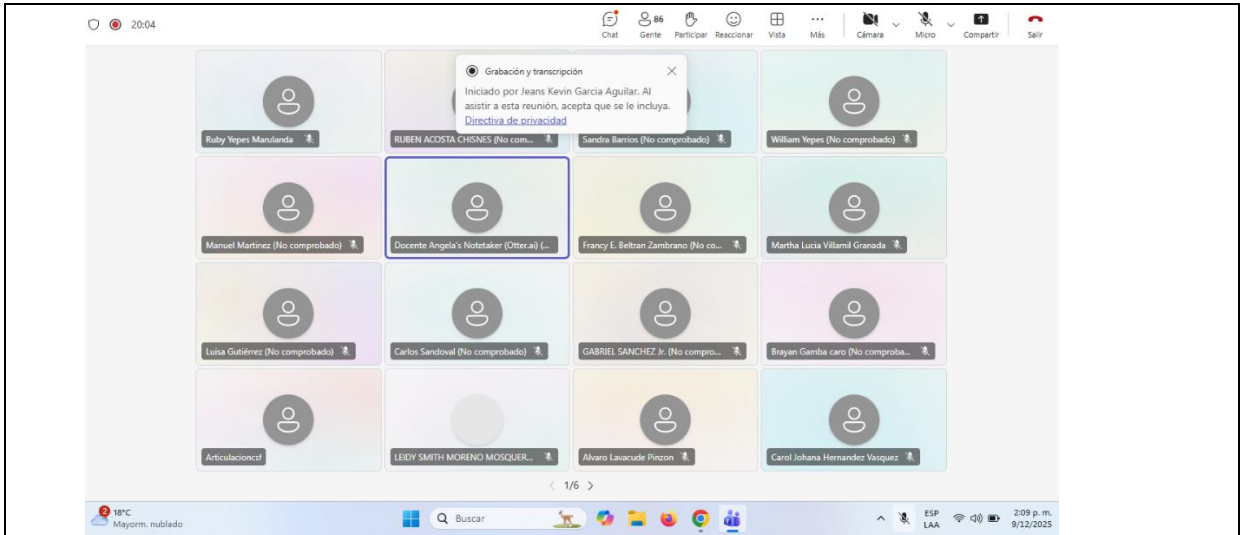 20:04
Chat
86
Gente
Participar
Reaccionar
Vista
Más
Cámara
Micro
Compartir
Salir
Grabación y transcripción
Iniciado por Jeans Kevin Garcia Aguilar. Al
asistir a esta reunión, acepta que se le incluya.
Directiva de privacidad
Ruby Yepes Marulanda
RUBEN ACOSTA CHISNES (No com...
Sandra Barrios (No comprobado)
William Yepes (No comprobado)
Manuel Martinez (No comprobado)
Docente Angela's Notetaker (Otter.ai) (...
Francy E. Beltran Zambrano (No co...
Martha Lucia Villamil Granada
Luisa Gutiérrez (No comprobado)
Carlos Sandoval (No comprobado)
GABRIEL SANCHEZ Jr. (No compro...
Brayan Gamba caro (No comproba...
Articulacioncsf
LEIDY SMITH MORENO MOSQUER...
Alvaro Lavacude Pinzon
Carol Johana Hernandez Vasquez
1/6
2
18°C
Mayorm. nublado
Buscar
ESP
LAA
2:09 p. m.
9/12/2025